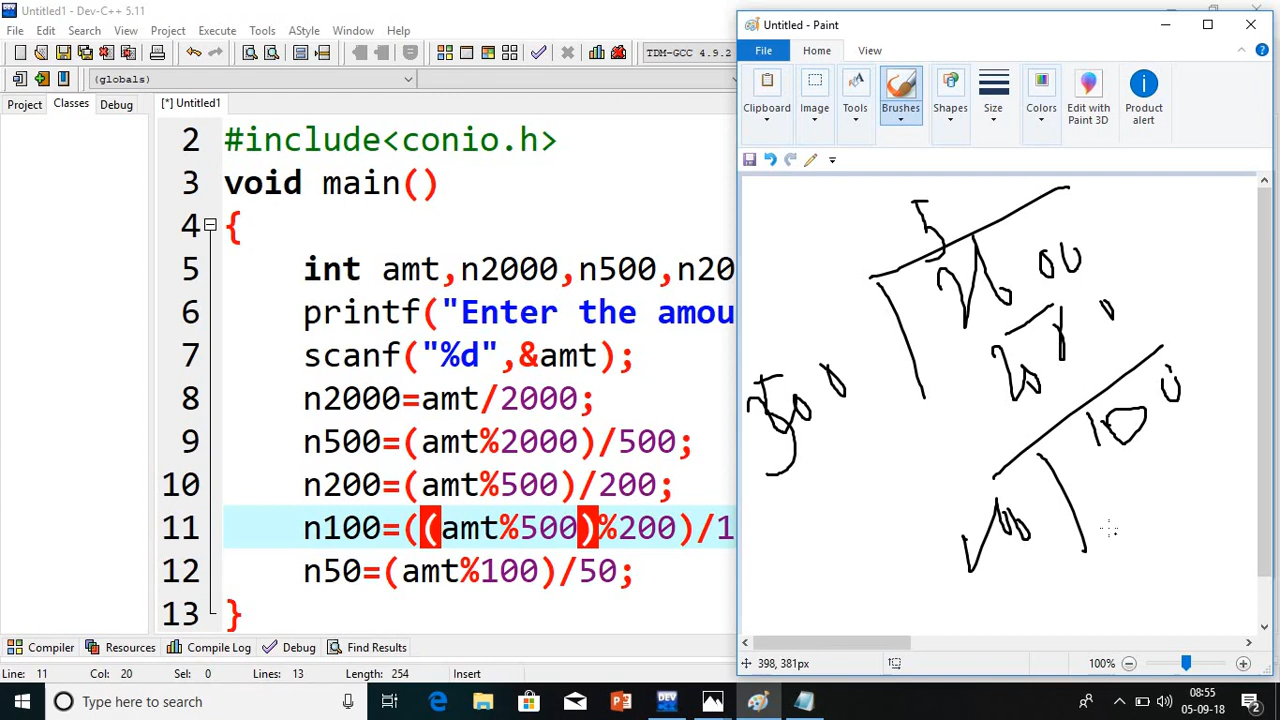 Untitled1 - Dev-C++ 5.11
File Edit Search View Project Execute Tools AStyle Window Help
TDM-GCC 4.9.2
(globals)
Project Classes Debug
[*] Untitled1
2 #include<conio.h>
3 void main()
4 {
5 int amt,n2000,n500,n20
6 printf("Enter the amou
7 scanf("%d",&amt);
8 n2000=amt/2000;
9 n500=(amt%2000)/500;
10 n200=(amt%500)/200;
11 n100=((amt%500)%200)/1
12 n50=(amt%100)/50;
13 }
Compiler Resources Compile Log Debug Find Results
Line: 11 Col: 20 Sel: 0 Lines: 13 Length: 254 Insert
Untitled - Paint
File Home View
Clipboard Image Tools Brushes Shapes Size Colors Edit with Paint 3D Product alert
5
2600
500
100
398, 381px
100%
Type here to search
DEV
08:55
05-09-18
2